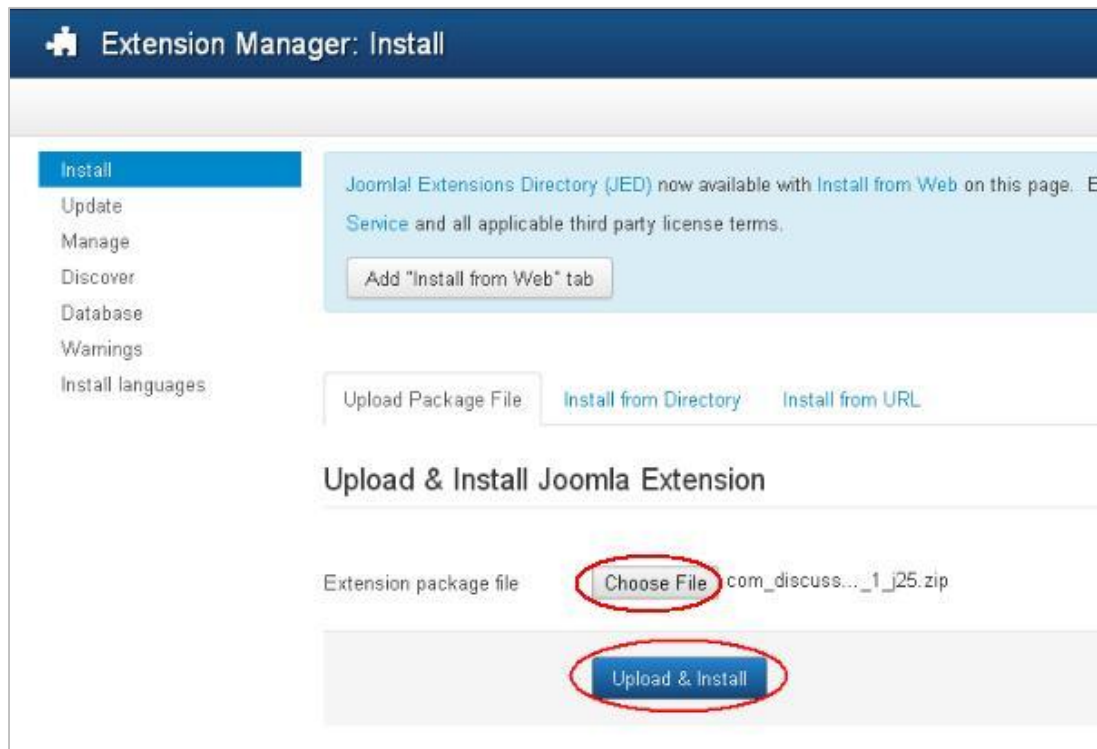 Extension Manager: Install
Install
Update
Manage
Discover
Database
Warnings
Install languages
Joomla! Extensions Directory (JED) now available with Install from Web on this page. E
Service and all applicable third party license terms.
Add "Install from Web" tab
Upload Package File Install from Directory Install from URL
Upload & Install Joomla Extension
Extension package file Choose File com_discuss..._1_j25.zip
Upload & Install